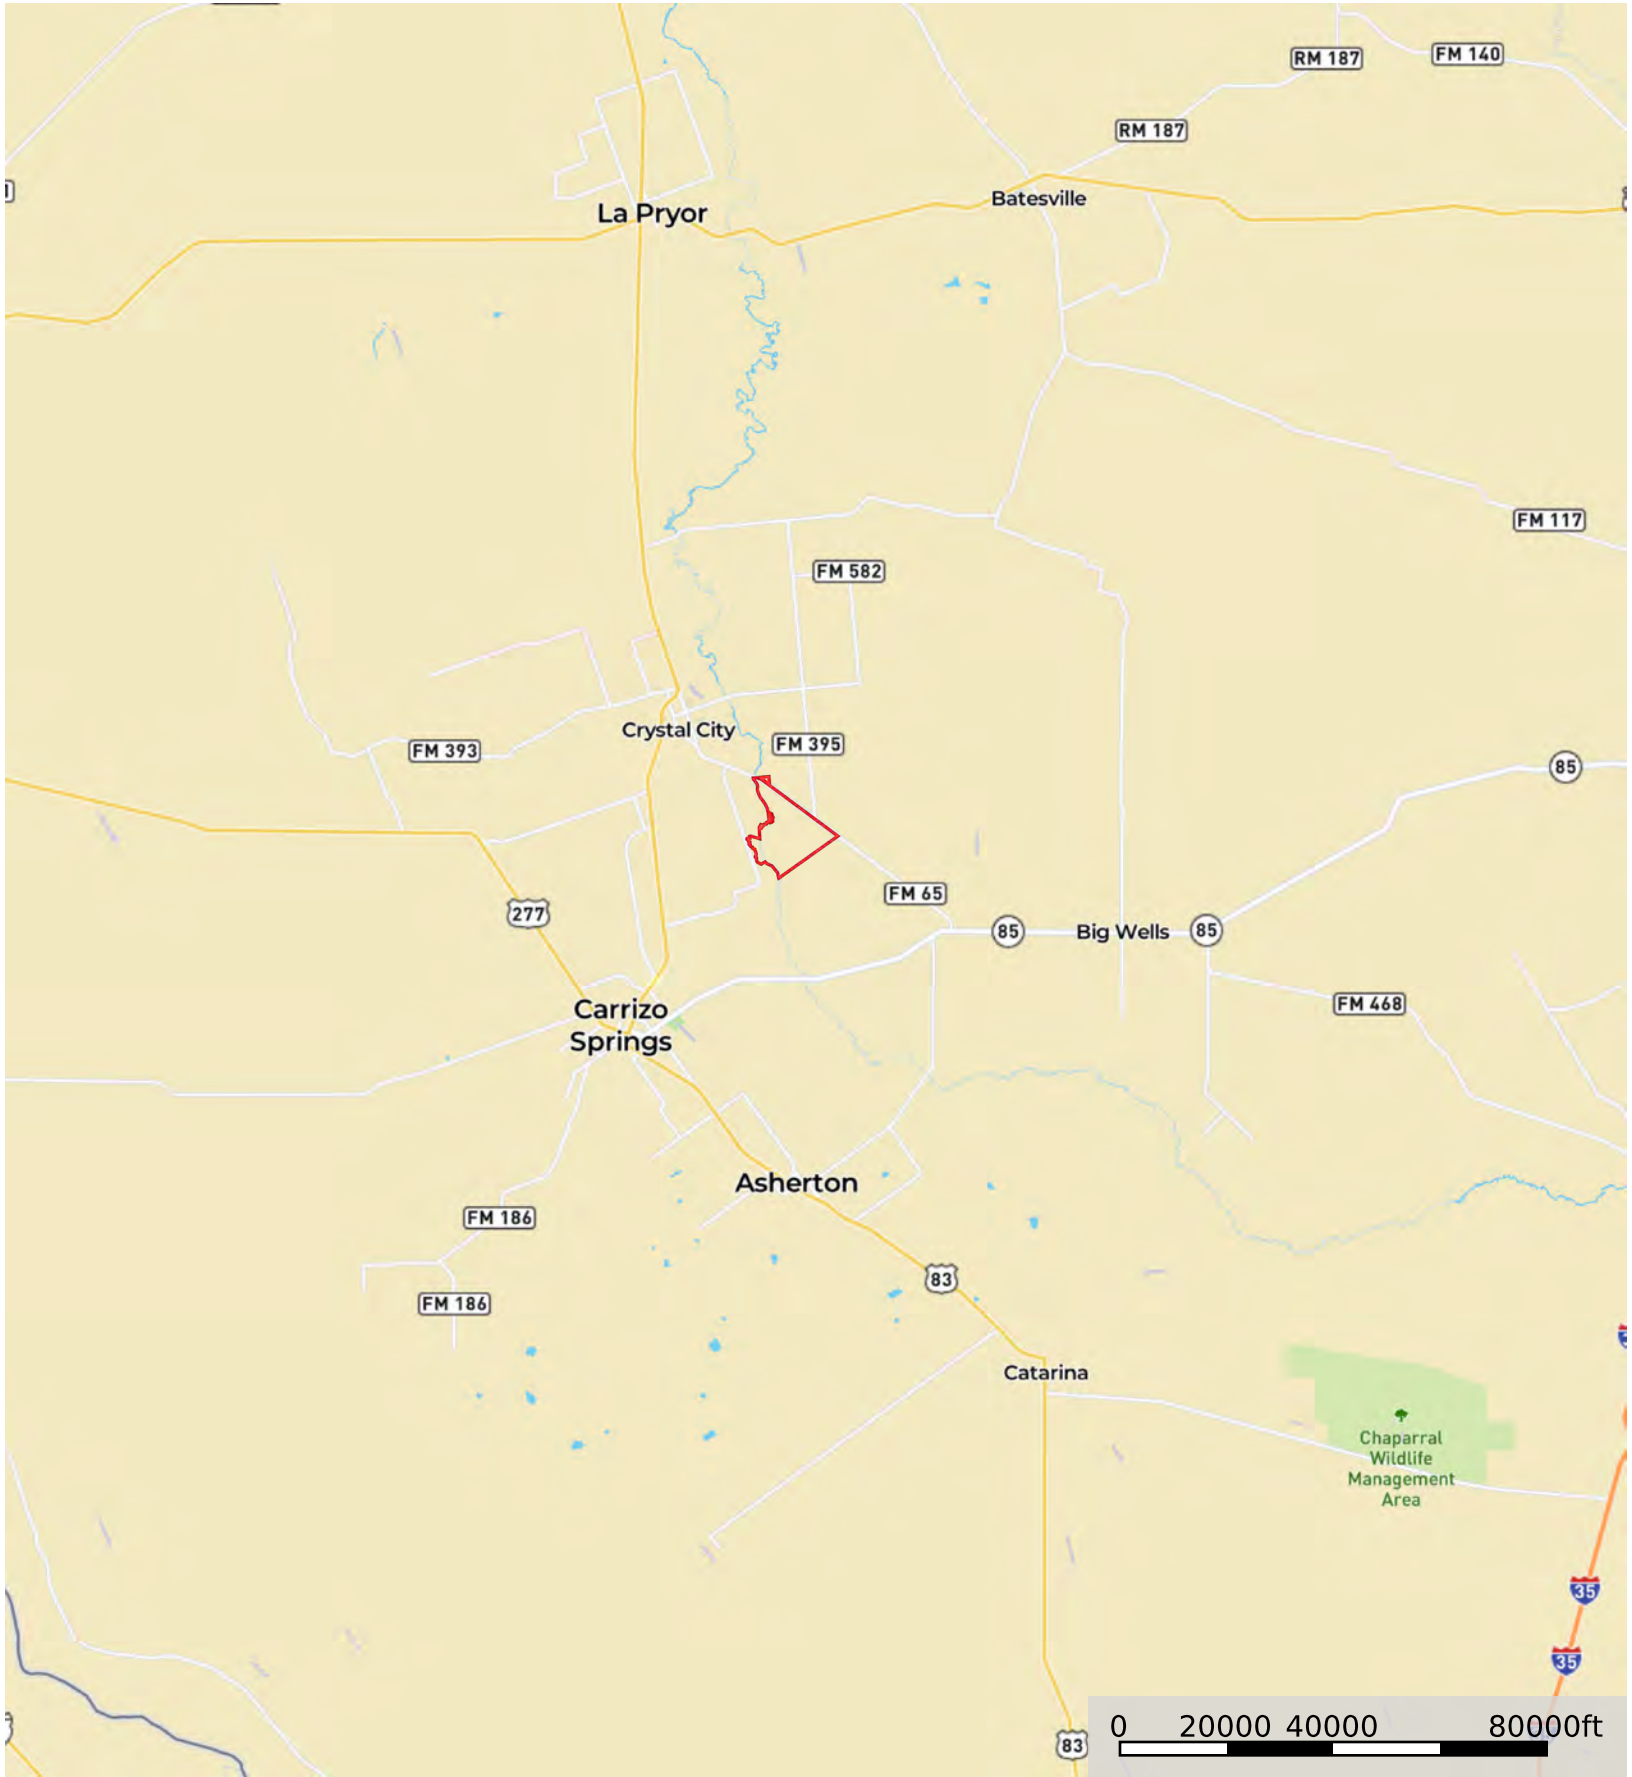 RM 187
FM 140
RM 187
Batesville
La Pryor
FM 117
FM 582
Crystal City
FM 395
FM 393
85
FM 65
277
85
Big Wells
85
Carrizo
Springs
FM 468
Asherton
FM 186
83
FM 186
Catarina
Chaparral
Wildlife
Management
Area
35
35
0 20000 40000 80000ft
83